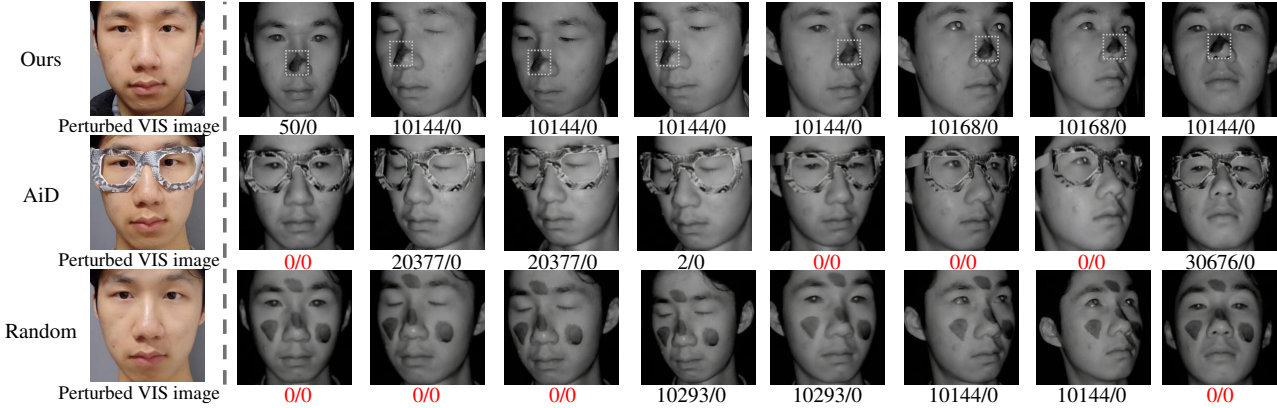 Ours
Perturbed VIS image 50/0 10144/0 10144/0 10144/0 10144/0 10168/0 10168/0 10144/0
AiD
Perturbed VIS image 0/0 20377/0 20377/0 2/0 0/0 0/0 0/0 30676/0
Random
Perturbed VIS image 0/0 0/0 0/0 10293/0 10293/0 10144/0 10144/0 0/0